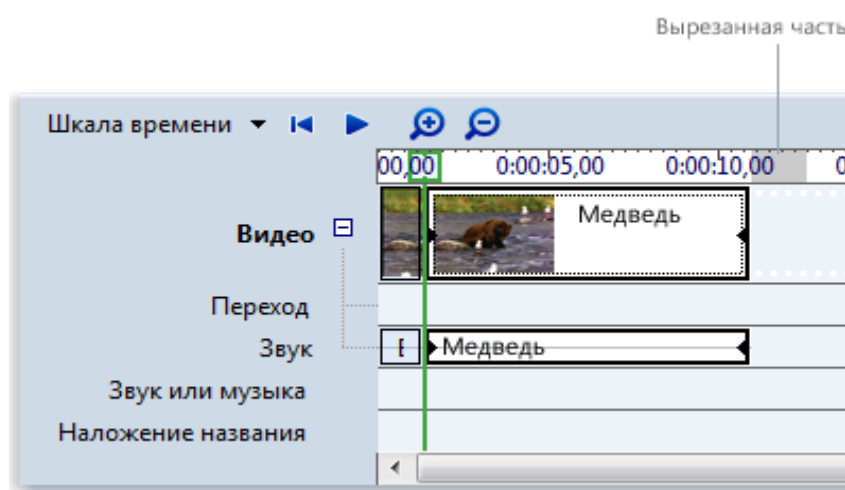 Вырезанная часть
Шкала времени
00,00 0:00:05,00 0:00:10,00 0
Видео Медведь
Переход
Звук Медведь
Звук или музыка
Наложение названия